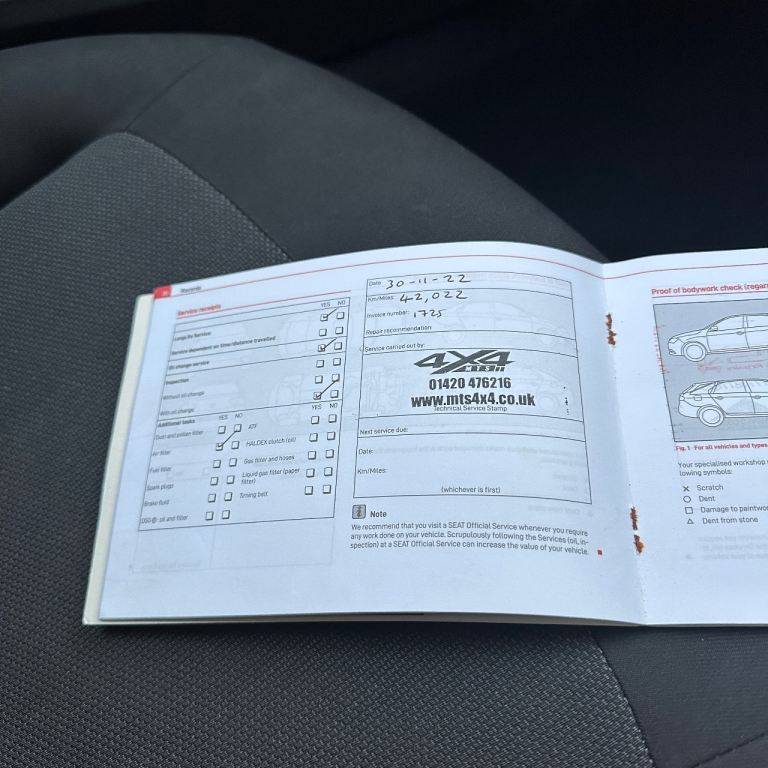 Service receipts
YES NO
LongLife Service
Service dependent on time/distance travelled
Oil change service
Inspection
Without oil change
With oil change
YES NO
Additional tasks
YES NO
Dust and pollen filter
ATF
Air filter
HALDEX clutch (oil)
Fuel filter
Gas filter and hoses
Spark plugs
Liquid gas filter (paper
filter)
Brake fluid
Timing belt
DSG®: oil and filter
Date 30-11-22
Km/Miles: 42,022
Invoice number: 1725
Repair recommendation:
Service carried out by:
4X4
MTS
01420 476216
www.mts4x4.co.uk
Technical Service Stamp
Next service due:
Date:
Km/Miles:
(whichever is first)
Note
We recommend that you visit a SEAT Official Service whenever you require
any work done on your vehicle. Scrupulously following the Services (oil, in-
spection) at a SEAT Official Service can increase the value of your vehicle.
Proof of bodywork check (regar
Fig. 1 For all vehicles and types
Your specialised workshop
lowing symbols:
Scratch
Dent
Damage to paintwor
Dent from stone